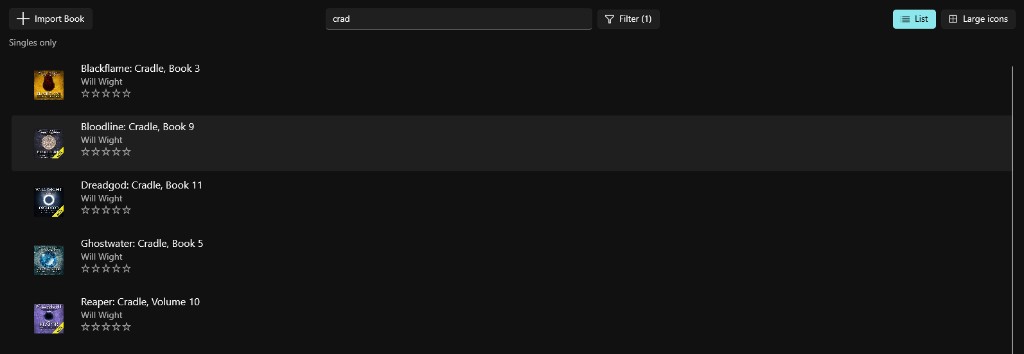 Import Book
crad
Filter (1)
List
Large icons
Singles only
Blackflame: Cradle, Book 3
Will Wight
Bloodline: Cradle, Book 9
Will Wight
Dreadgod: Cradle, Book 11
Will Wight
Ghostwater: Cradle, Book 5
Will Wight
Reaper: Cradle, Volume 10
Will Wight